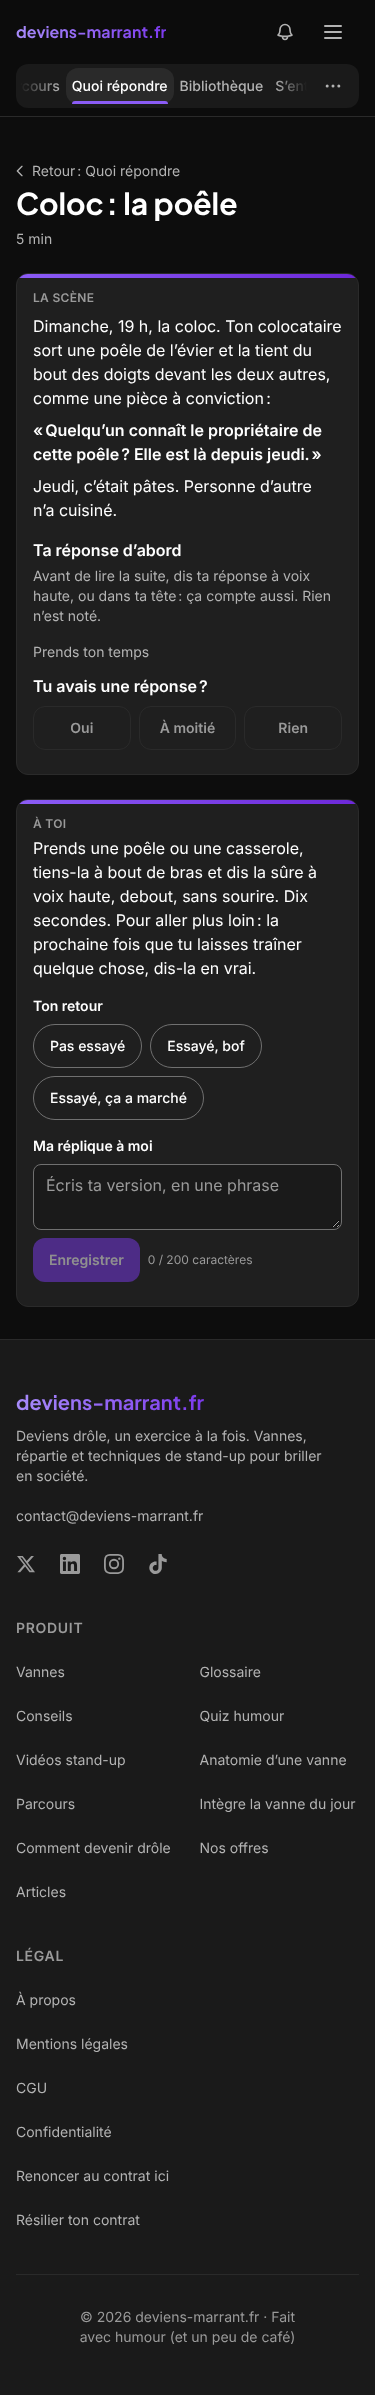 deviens-marrant.fr
cours Quoi répondre Bibliothèque S'en
Retour : Quoi répondre
Coloc : la poêle
5 min
LA SCÈNE
Dimanche, 19 h, la coloc. Ton colocataire
sort une poêle de l'évier et la tient du
bout des doigts devant les deux autres,
comme une pièce à conviction :
« Quelqu'un connaît le propriétaire de
cette poêle ? Elle est là depuis jeudi. »
Jeudi, c'était pâtes. Personne d'autre
n'a cuisiné.
Ta réponse d'abord
Avant de lire la suite, dis ta réponse à voix
haute, ou dans ta tête : ça compte aussi. Rien
n'est noté.
Prends ton temps
Tu avais une réponse ?
Oui À moitié Rien
À TOI
Prends une poêle ou une casserole,
tiens-la à bout de bras et dis la sûre à
voix haute, debout, sans sourire. Dix
secondes. Pour aller plus loin : la
prochaine fois que tu laisses traîner
quelque chose, dis-la en vrai.
Ton retour
Pas essayé Essayé, bof
Essayé, ça a marché
Ma réplique à moi
Écris ta version, en une phrase
Enregistrer 0 / 200 caractères
deviens-marrant.fr
Deviens drôle, un exercice à la fois. Vannes,
répartie et techniques de stand-up pour briller
en société.
contact@deviens-marrant.fr
PRODUIT
Vannes Glossaire
Conseils Quiz humour
Vidéos stand-up Anatomie d'une vanne
Parcours Intègre la vanne du jour
Comment devenir drôle Nos offres
Articles
LÉGAL
À propos
Mentions légales
CGU
Confidentialité
Renoncer au contrat ici
Résilier ton contrat
© 2026 deviens-marrant.fr · Fait
avec humour (et un peu de café)